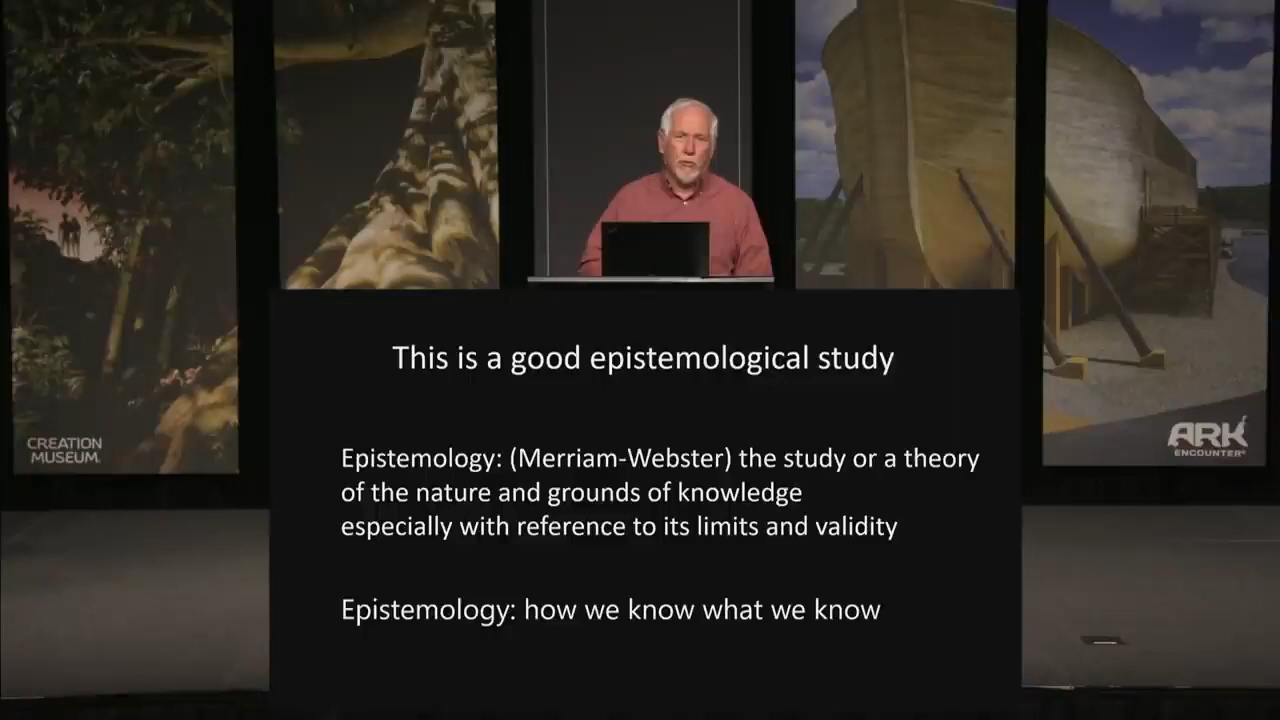 This is a good epistemological study
Epistemology: (Merriam-Webster) the study or a theory
of the nature and grounds of knowledge
especially with reference to its limits and validity
Epistemology: how we know what we know
CREATION
MUSEUM
ARK
ENCOUNTER